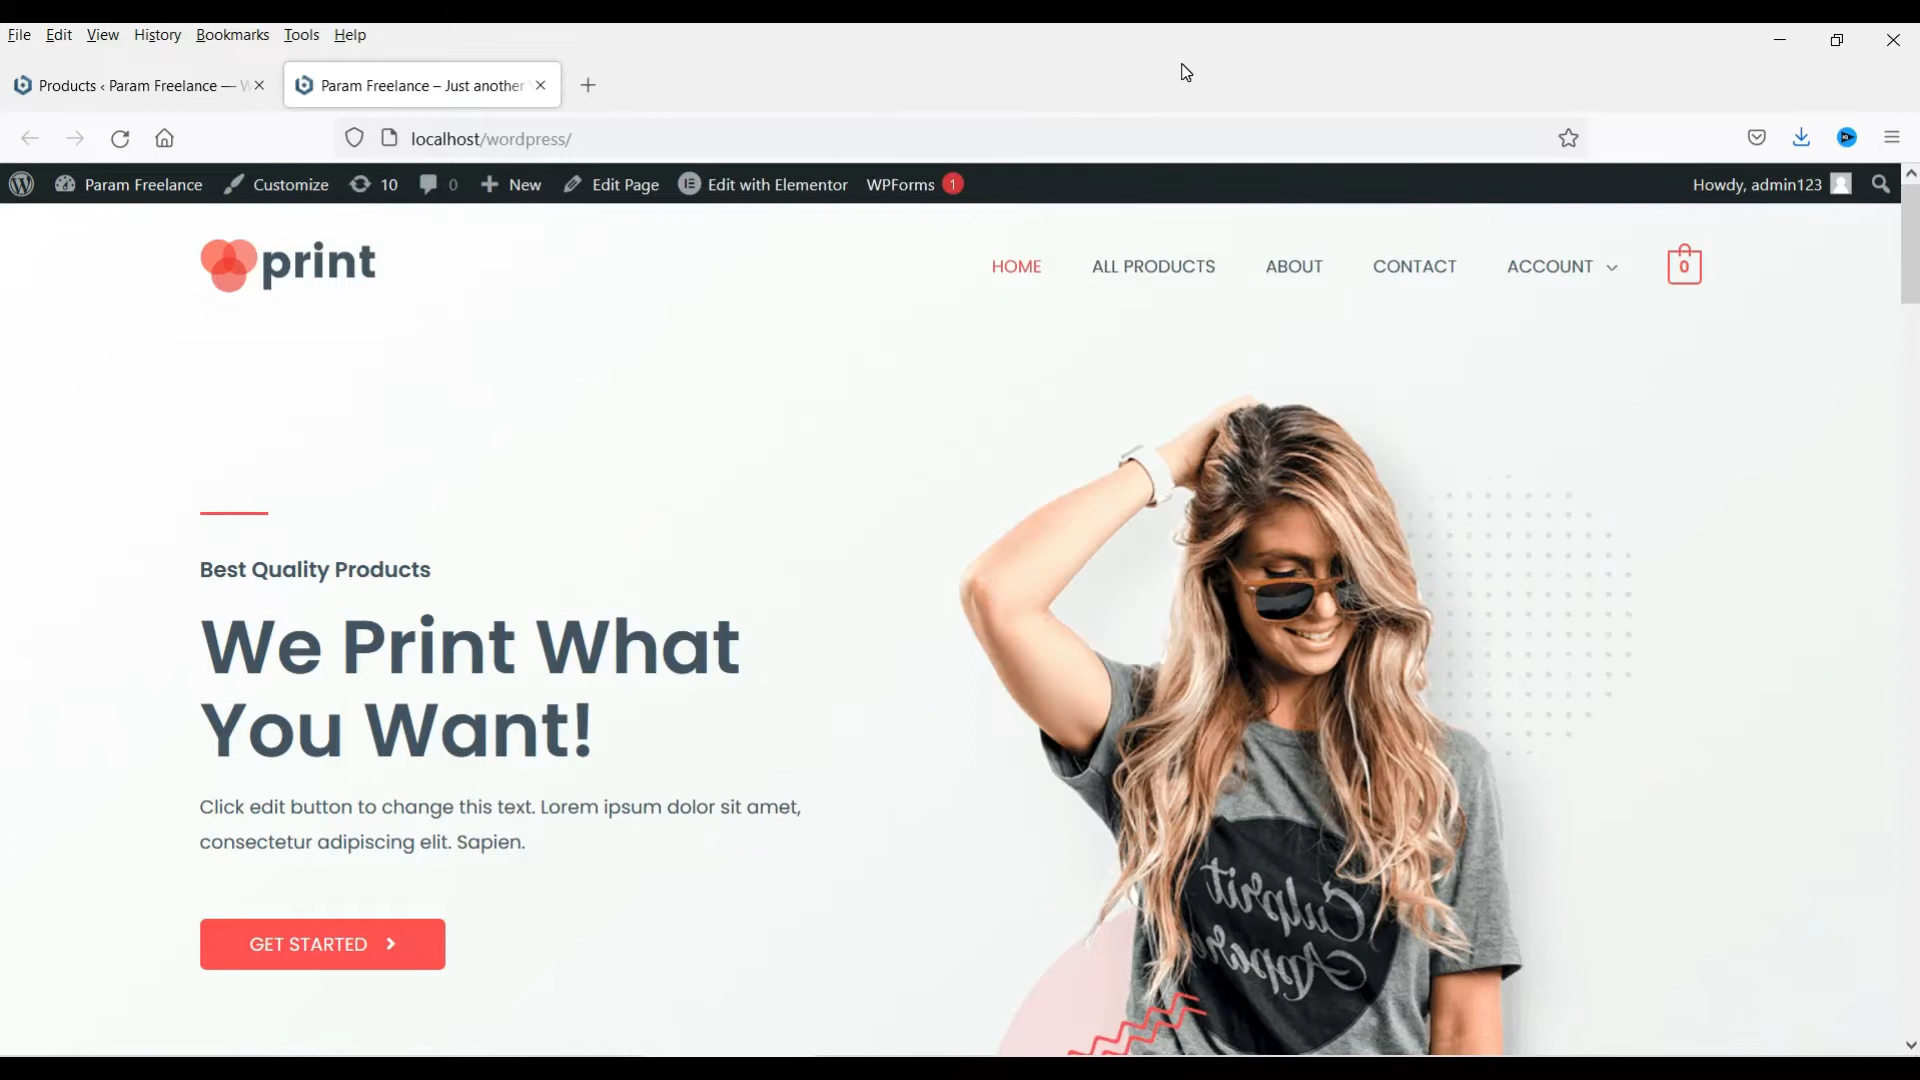 File Edit View History Bookmarks Tools Help
Products ‹ Param Freelance — W
Param Freelance – Just another
localhost/wordpress/
Param Freelance Customize 10 0 New Edit Page Edit with Elementor WPForms 1 Howdy, admin123
print
HOME ALL PRODUCTS ABOUT CONTACT ACCOUNT 0
Best Quality Products
We Print What
You Want!
Click edit button to change this text. Lorem ipsum dolor sit amet,
consectetur adipiscing elit. Sapien.
GET STARTED
Culprit